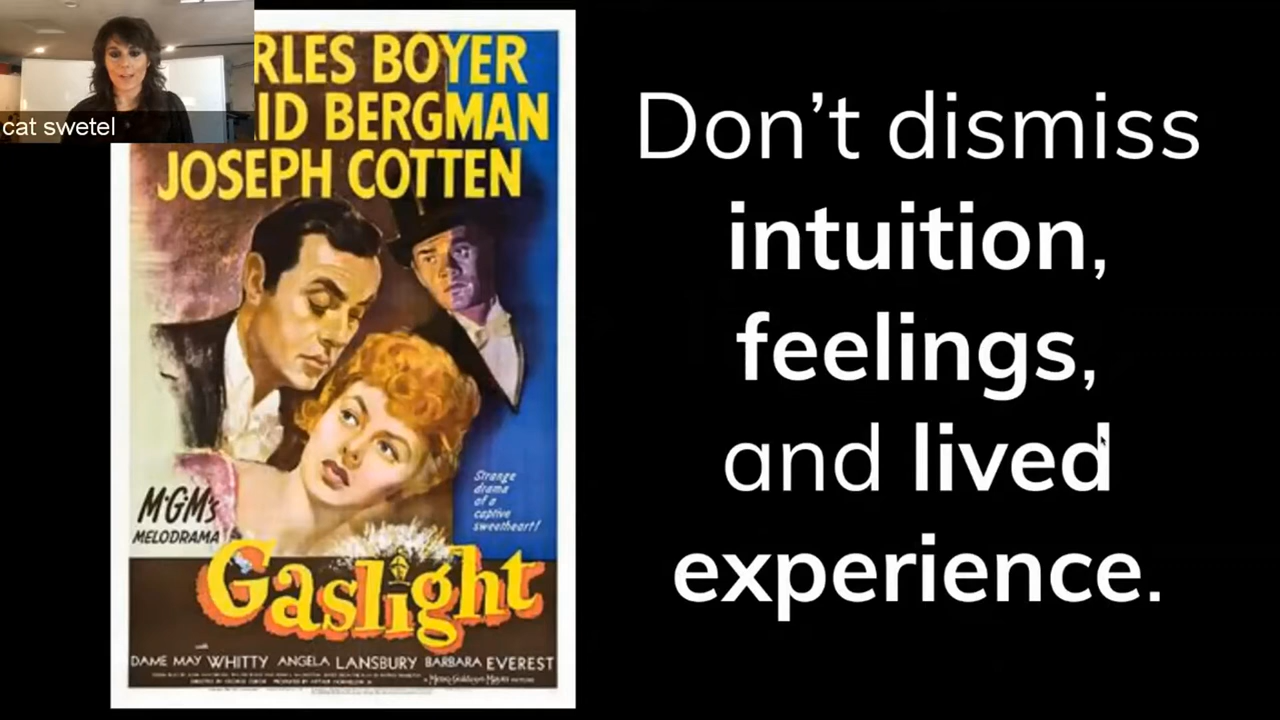 cat swetel
RLES BOYER
ID BERGMAN
JOSEPH COTTEN
Strange
drama
of a
captive
sweetheart!
M-G-M's
MELODRAMA
Gaslight
with
DAME MAY WHITTY ANGELA LANSBURY BARBARA EVEREST
Don’t dismiss
intuition,
feelings,
and lived
experience.